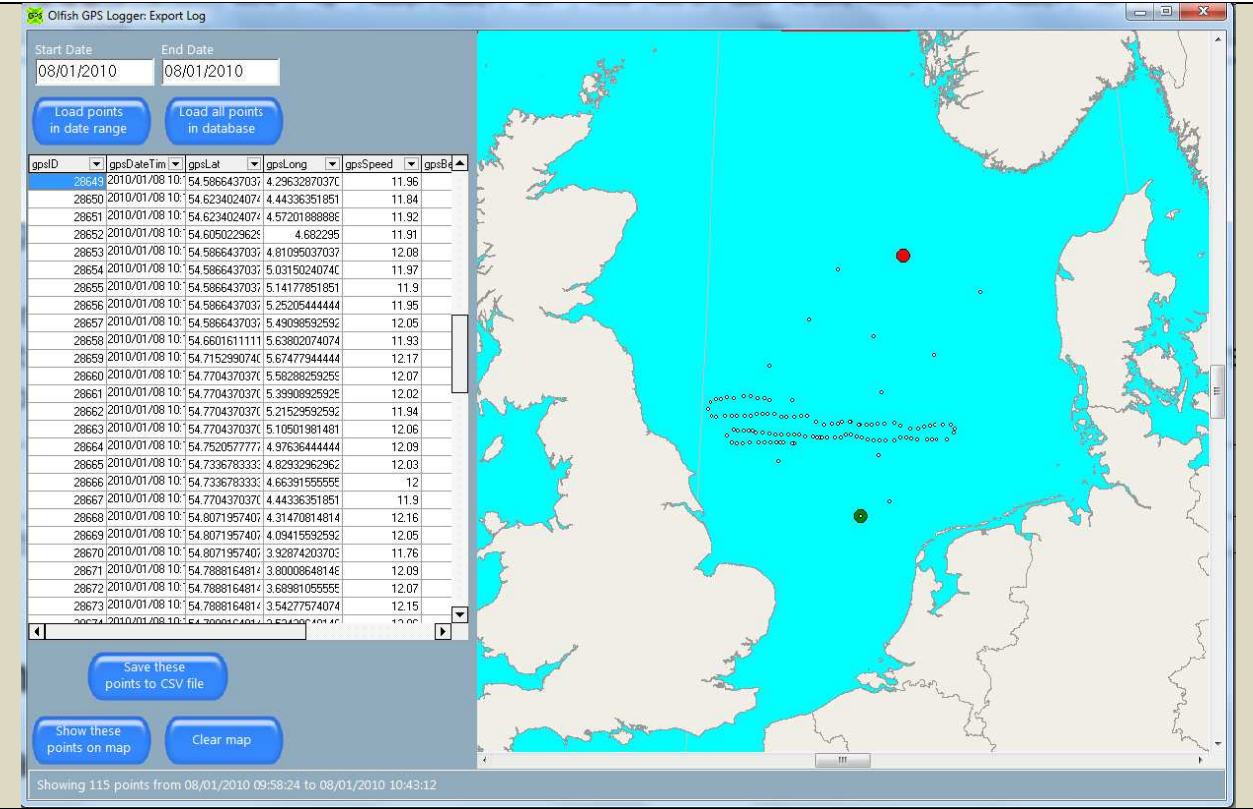 Olfish GPS Logger: Export Log
Start Date End Date
08/01/2010 08/01/2010
Load points
in date range
Load all points
in database
gpsID gpsDateTim gpsLat gpsLong gpsSpeed gpsBe
28649 2010/01/08 10: 54.5866437037 4.29632870370 11.96
28650 2010/01/08 10: 54.6234024074 4.44336351851 11.84
28651 2010/01/08 10: 54.6234024074 4.57201888888 11.92
28652 2010/01/08 10: 54.6050229629 4.682295 11.91
28653 2010/01/08 10: 54.5866437037 4.81095037037 12.08
28654 2010/01/08 10: 54.5866437037 5.03150240740 11.97
28655 2010/01/08 10: 54.5866437037 5.14177851851 11.9
28656 2010/01/08 10: 54.5866437037 5.25205444444 11.95
28657 2010/01/08 10: 54.5866437037 5.49098592592 12.05
28658 2010/01/08 10: 54.6601611111 5.63802074074 11.93
28659 2010/01/08 10: 54.7152990740 5.67477944444 12.17
28660 2010/01/08 10: 54.7704370370 5.58288259259 12.07
28661 2010/01/08 10: 54.7704370370 5.39908925925 12.02
28662 2010/01/08 10: 54.7704370370 5.21529592592 11.94
28663 2010/01/08 10: 54.7704370370 5.10501981481 12.06
28664 2010/01/08 10: 54.7520577777 4.97636444444 12.09
28665 2010/01/08 10: 54.7336783333 4.82932962962 12.03
28666 2010/01/08 10: 54.7336783333 4.66391555555 12
28667 2010/01/08 10: 54.7704370370 4.44336351851 11.9
28668 2010/01/08 10: 54.8071957407 4.31470814814 12.16
28669 2010/01/08 10: 54.8071957407 4.09415592592 12.05
28670 2010/01/08 10: 54.8071957407 3.92874203703 11.76
28671 2010/01/08 10: 54.7888164814 3.80008648148 12.09
28672 2010/01/08 10: 54.7888164814 3.68981055555 12.07
28673 2010/01/08 10: 54.7888164814 3.54277574074 12.15
Save these
points to CSV file
Show these
points on map
Clear map
Showing 115 points from 08/01/2010 09:58:24 to 08/01/2010 10:43:12